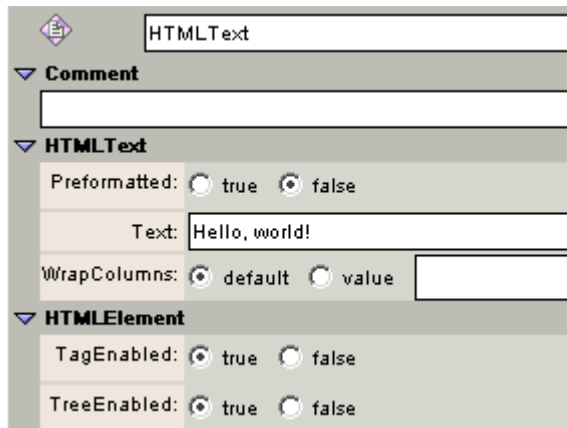 HTMLText
Comment
HTMLText
Preformatted: true false
Text: Hello, world!
WrapColumns: default value
HTMLElement
TagEnabled: true false
TreeEnabled: true false